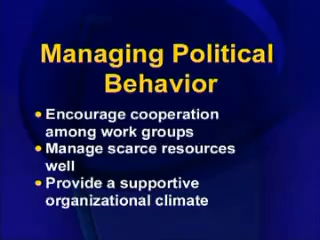 Managing Political
Behavior
• Encourage cooperation
among work groups
• Manage scarce resources
well
• Provide a supportive
organizational climate